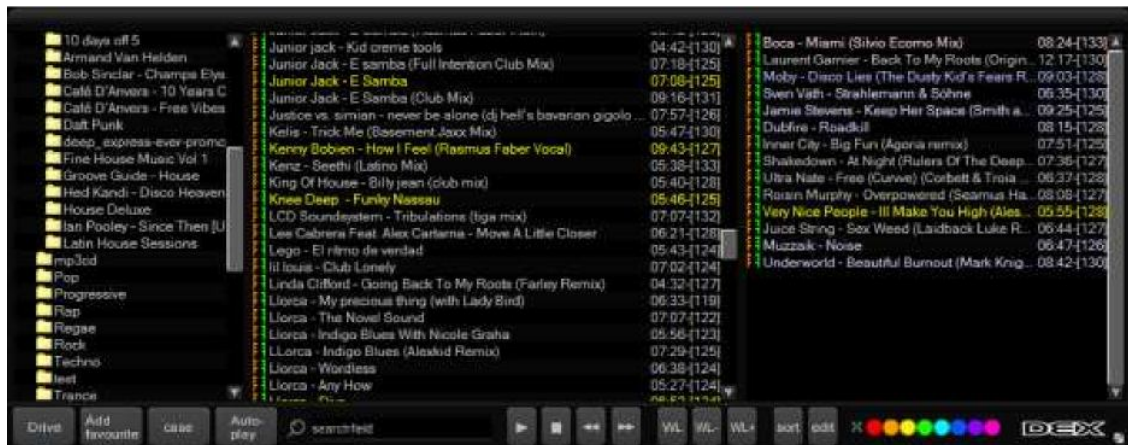 10 days off 5
Armand Van Helden
Bob Sinclar - Champs Elys
Café D'Anvers - 10 Years C
Café D'Anvers - Free Vibes
Daft Punk
deep_express-ever-promo
Fine House Music Vol 1
Groove Guide - House
Hed Kandi - Disco Heaven
House Deluxe
Ian Pooley - Since Then [U
Latin House Sessions
mp3cd
Pop
Progressive
Rap
Regae
Rock
Techno
test
Trance
Junior jack - Kid creme tools 04:42-[130]
Junior Jack - E samba (Full Intention Club Mix) 07:18-[125]
Junior Jack - E Samba 07:08-[125]
Junior Jack - E Samba (Club Mix) 09:16-[131]
Justice vs. simian - never be alone (dj hell's bavarian gigolo ... 07:57-[126]
Kelis - Trick Me (Basement Jaxx Mix) 05:47-[130]
Kenny Bobien - How I Feel (Rasmus Faber Vocal) 09:43-[127]
Kenz - Seethi (Latino Mix) 05:38-[133]
King Of House - Billy jean (club mix) 05:40-[128]
Knee Deep - Funky Nassau 05:46-[125]
LCD Soundsystem - Tribulations (tiga mix) 07:07-[132]
Lee Cabrera Feat. Alex Cartama - Move A Little Closer 06:21-[128]
Lego - El ritmo de verdad 05:43-[124]
lil louis - Club Lonely 07:02-[124]
Linda Clifford - Going Back To My Roots (Farley Remix) 04:32-[127]
Llorca - My precious thing (with Lady Bird) 06:33-[119]
Llorca - The Novel Sound 07:07-[122]
Llorca - Indigo Blues With Nicole Graha 05:56-[123]
LLorca - Indigo Blues (Alexkid Remix) 07:29-[125]
Llorca - Wordless 06:38-[124]
Llorca - Any How 05:27-[124]
Boca - Miami (Silvio Ecomo Mix) 08:24-[133]
Laurent Garnier - Back To My Roots (Origin... 12:17-[130]
Moby - Disco Lies (The Dusty Kid's Fears R... 09:03-[128]
Sven Väth - Strahlemann & Söhne 06:35-[130]
Jamie Stevens - Keep Her Space (Smith a... 09:25-[125]
Dubfire - Roadkill 08:15-[128]
Inner City - Big Fun (Agoria remix) 07:51-[125]
Shakedown - At Night (Rulers Of The Deep... 07:36-[127]
Ultra Nate - Free (Curvve) (Corbett & Troia ... 06:37-[128]
Roisin Murphy - Overpowered (Seamus Ha... 08:08-[127]
Very Nice People - Ill Make You High (Ales... 05:55-[128]
Juice String - Sex Weed (Laidback Luke R... 06:44-[127]
Muzzaik - Noise 06:47-[126]
Underworld - Beautiful Burnout (Mark Knig... 08:42-[130]
Drive
Add favourite
case
Auto-play
searchfield
WL
WL-
WL+
sort
edit
X
DEX